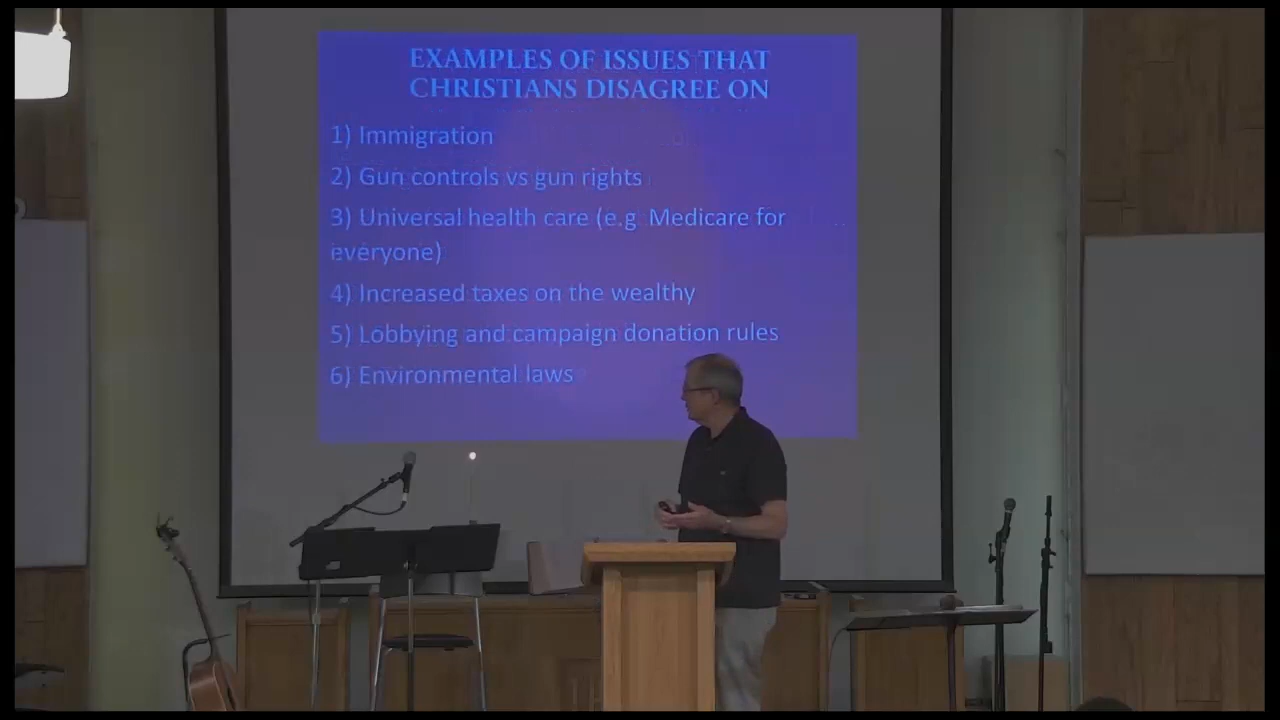 EXAMPLES OF ISSUES THAT
CHRISTIANS DISAGREE ON
1) Immigration
2) Gun controls vs gun rights
3) Universal health care (e.g. Medicare for
everyone)
4) Increased taxes on the wealthy
5) Lobbying and campaign donation rules
6) Environmental laws